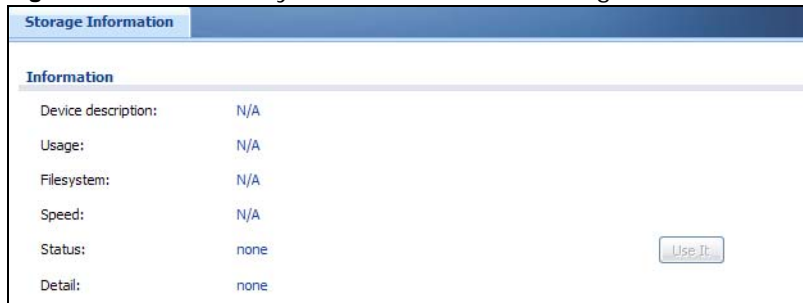 Storage Information
Information
Device description: N/A
Usage: N/A
Filesystem: N/A
Speed: N/A
Status: none Use It
Detail: none